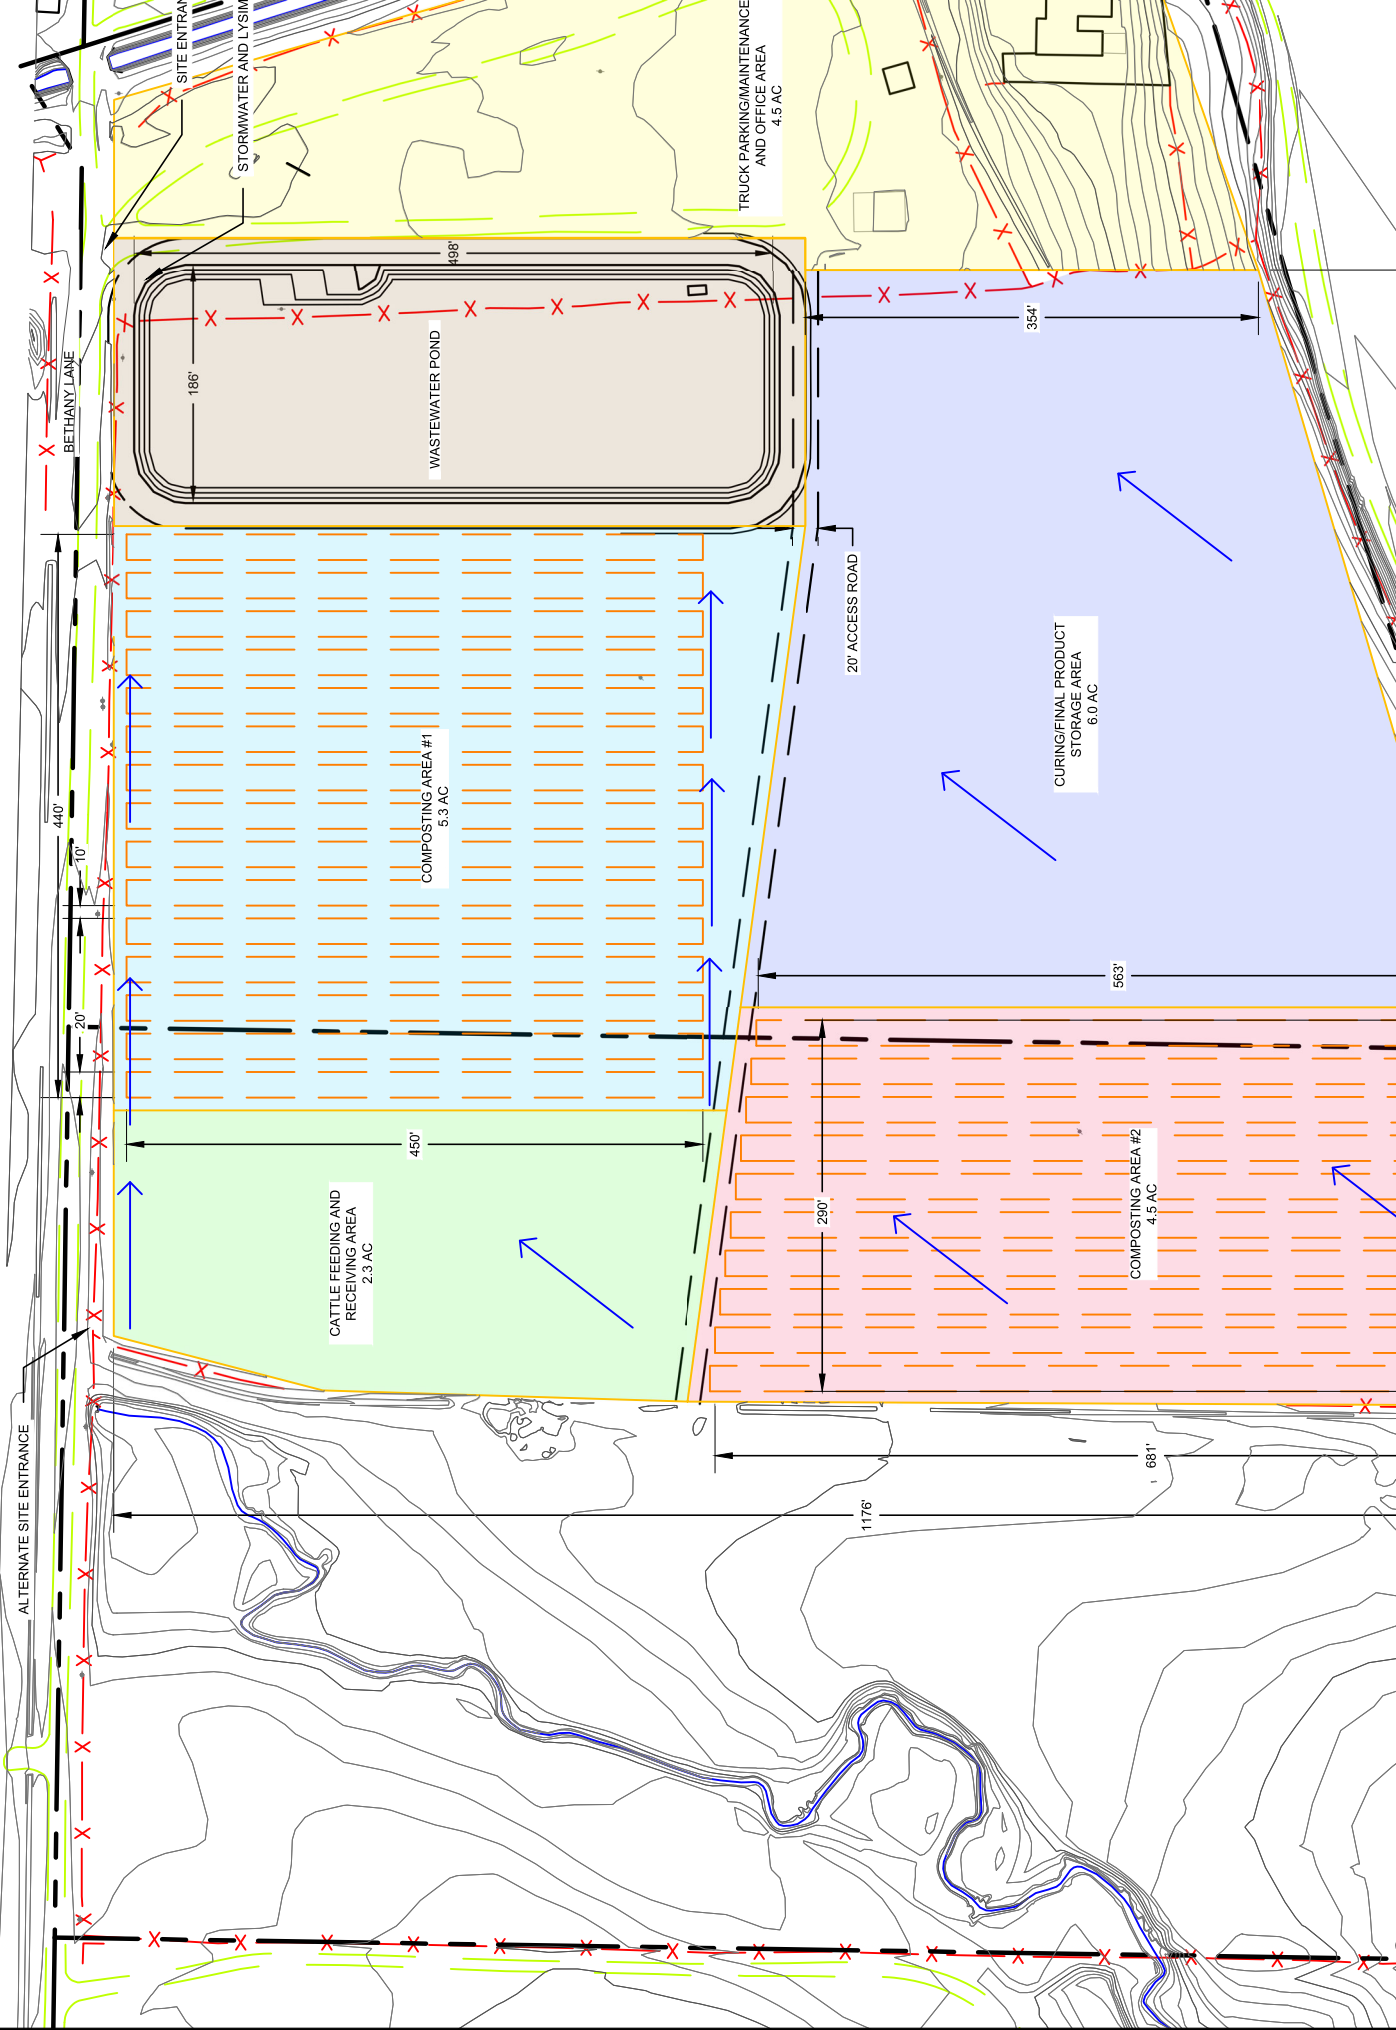 SITE ENTRAN
STORMWATER AND LYSIM
TRUCK PARKING/MAINTENANCE
AND OFFICE AREA
4.5 AC
498'
186'
WASTEWATER POND
BETHANY LANE
354'
20' ACCESS ROAD
CURING/FINAL PRODUCT
STORAGE AREA
6.0 AC
COMPOSTING AREA #1
5.3 AC
440'
10'
20'
563'
450'
290'
COMPOSTING AREA #2
4.5 AC
CATTLE FEEDING AND
RECEIVING AREA
2.3 AC
ALTERNATE SITE ENTRANCE
681'
1176'